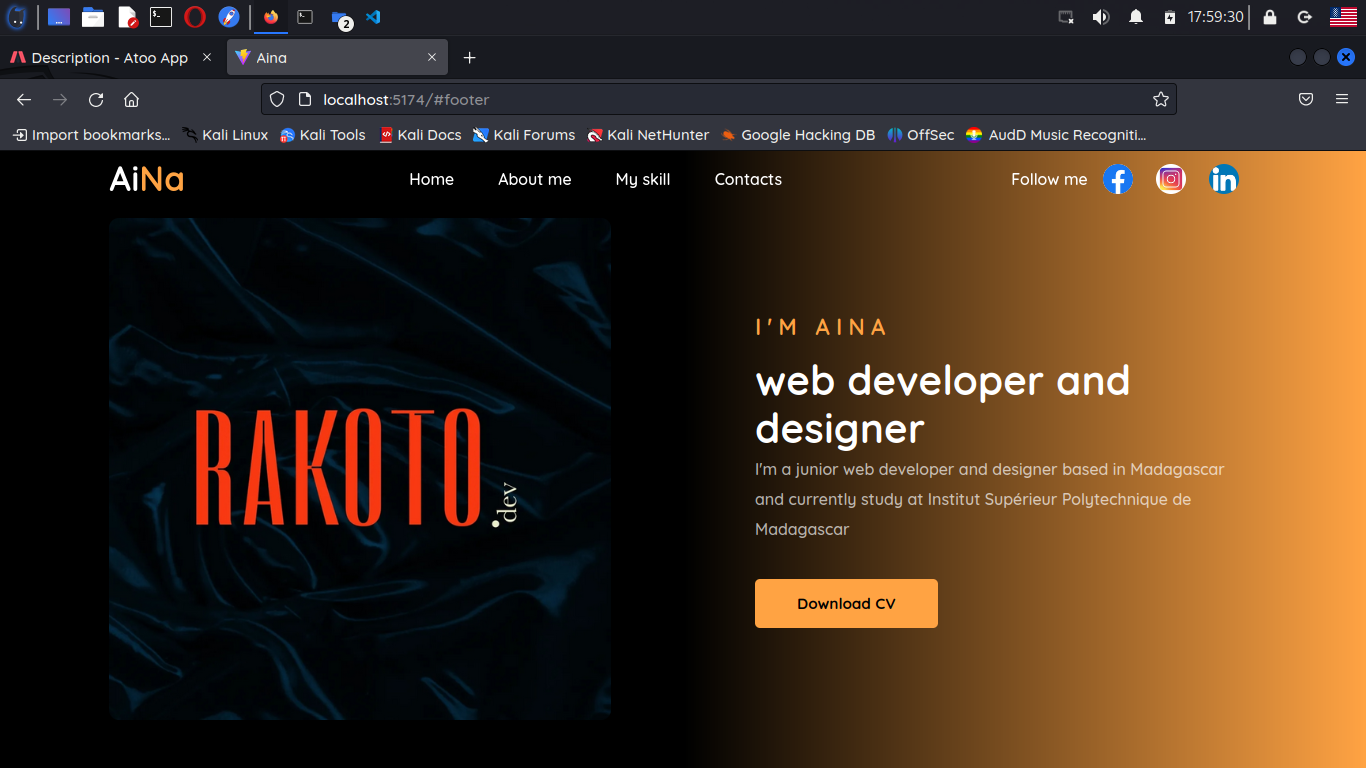 17:59:30
2
Description - Atoo App
Aina
localhost:5174/#footer
Import bookmarks... Kali Linux Kali Tools Kali Docs Kali Forums Kali NetHunter Google Hacking DB OffSec AudD Music Recogniti...
AiNa Home About me My skill Contacts Follow me
RAKOTO.dev
I'M AINA
web developer and
designer
I'm a junior web developer and designer based in Madagascar
and currently study at Institut Supérieur Polytechnique de
Madagascar
Download CV